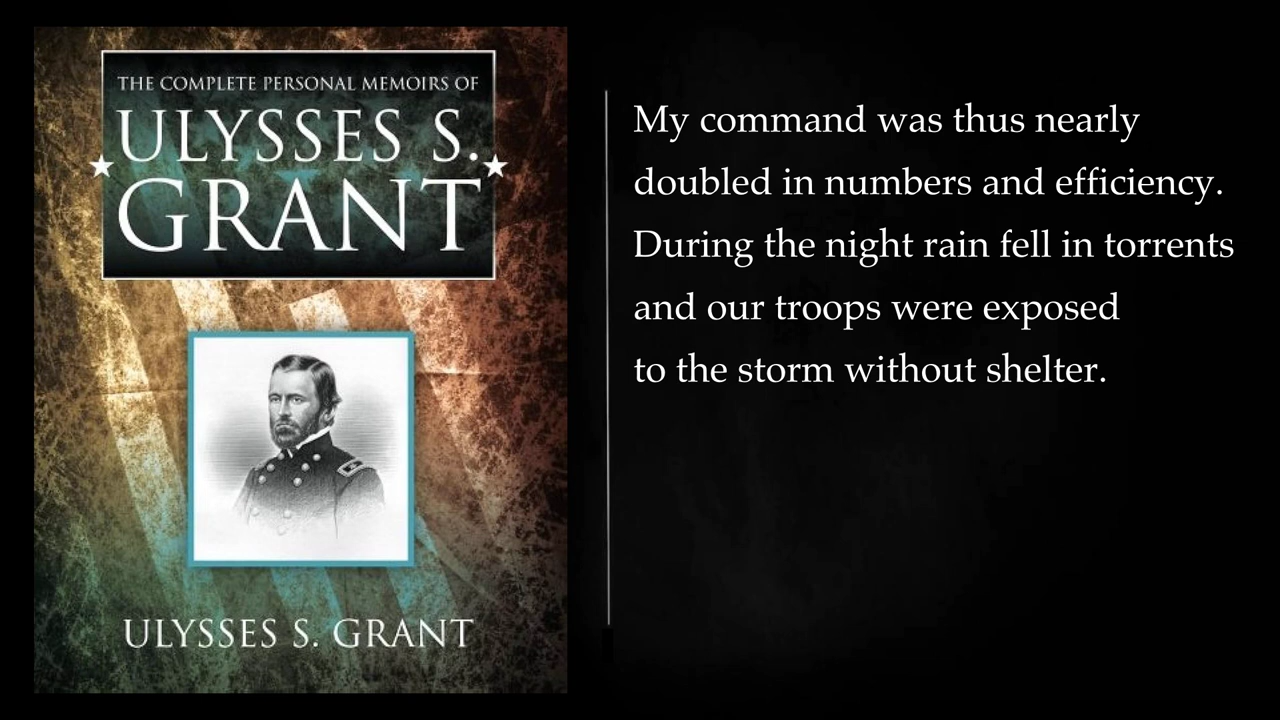 THE COMPLETE PERSONAL MEMOIRS OF
ULYSSES S.
GRANT
ULYSSES S. GRANT
My command was thus nearly
doubled in numbers and efficiency.
During the night rain fell in torrents
and our troops were exposed
to the storm without shelter.